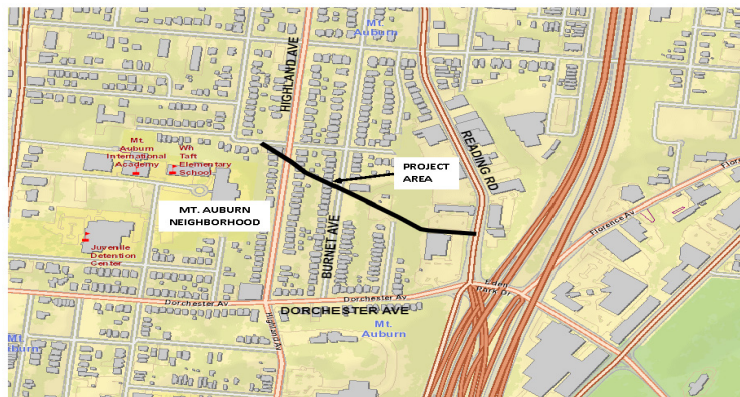 Mt.
Auburn
HIGHLAND AVE
READING RD
Mt.
Auburn
International
Academy
Wh
Taft
Elementary
School
PROJECT
AREA
MT. AUBURN
NEIGHBORHOOD
BURNET AVE
Juvenile
Detention
Center
Florence Av
Eden
Park Dr
Dorchester Av
Dorchester Av
DORCHESTER AVE
Highland Av
Mt.
Auburn
Mt.